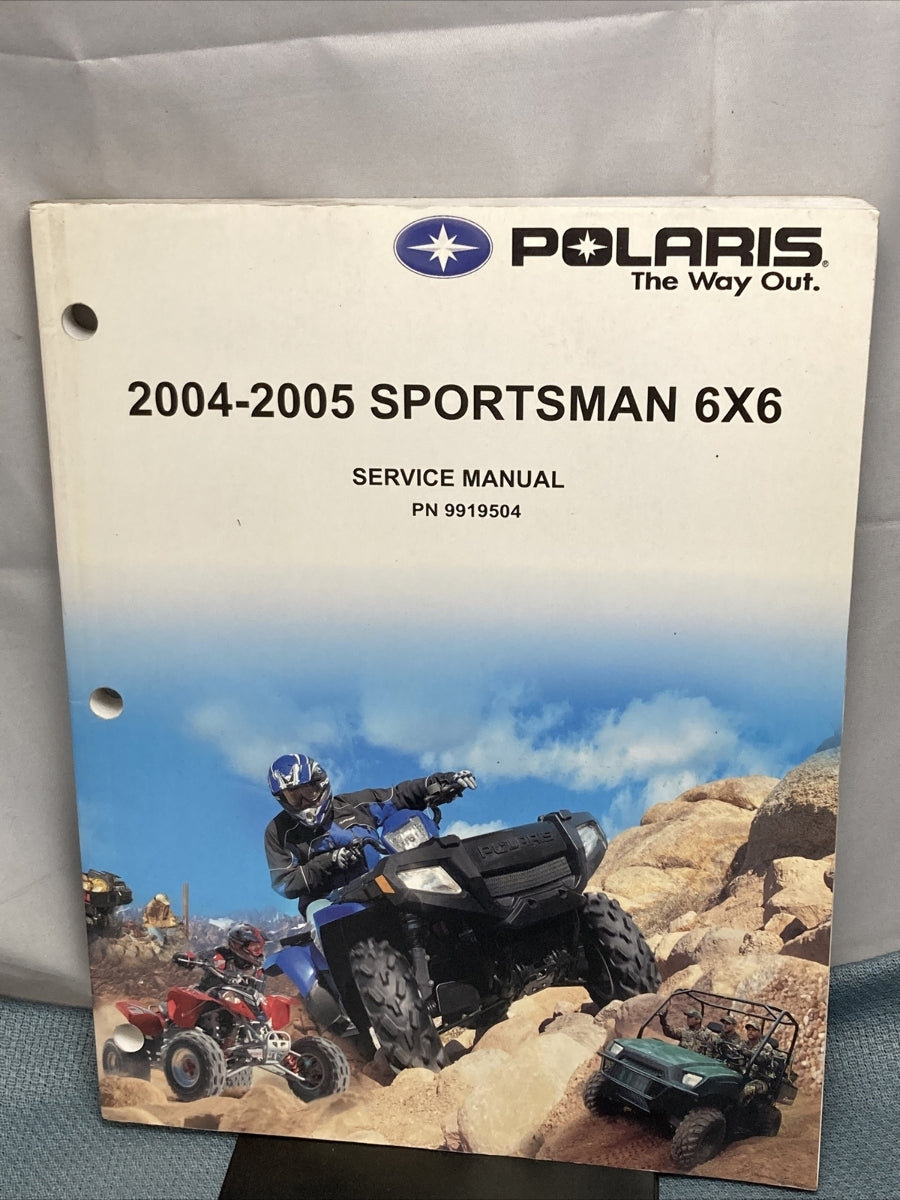 POLARIS®
The Way Out.
2004-2005 SPORTSMAN 6X6
SERVICE MANUAL
PN 9919504
POLARIS